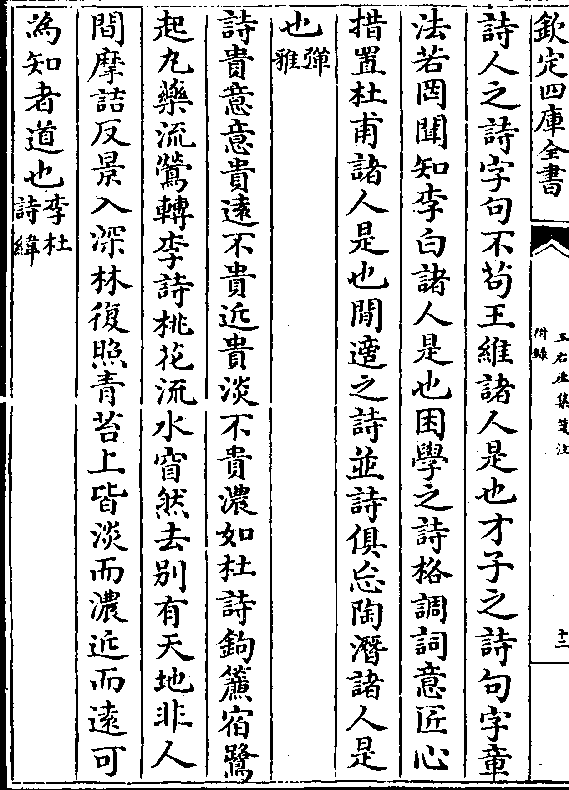 欽定四庫全書
王右丞集箋注
附錄
十二
詩人之詩字句不苟王維諸人是也才子之詩句字章
法若罔聞知李白諸人是也困學之詩格調詞意匠心
措置杜甫諸人是也閒適之詩並詩俱忘陶潛諸人是
也彈雅
詩貴意意貴遠不貴近貴淡不貴濃如杜詩鉤簾宿鷺
起丸藥流鶯轉李詩桃花流水窅然去别有天地非人
間摩詰反景入深林復照青苔上皆淡而濃近而遠可
為知者道也李杜詩緯